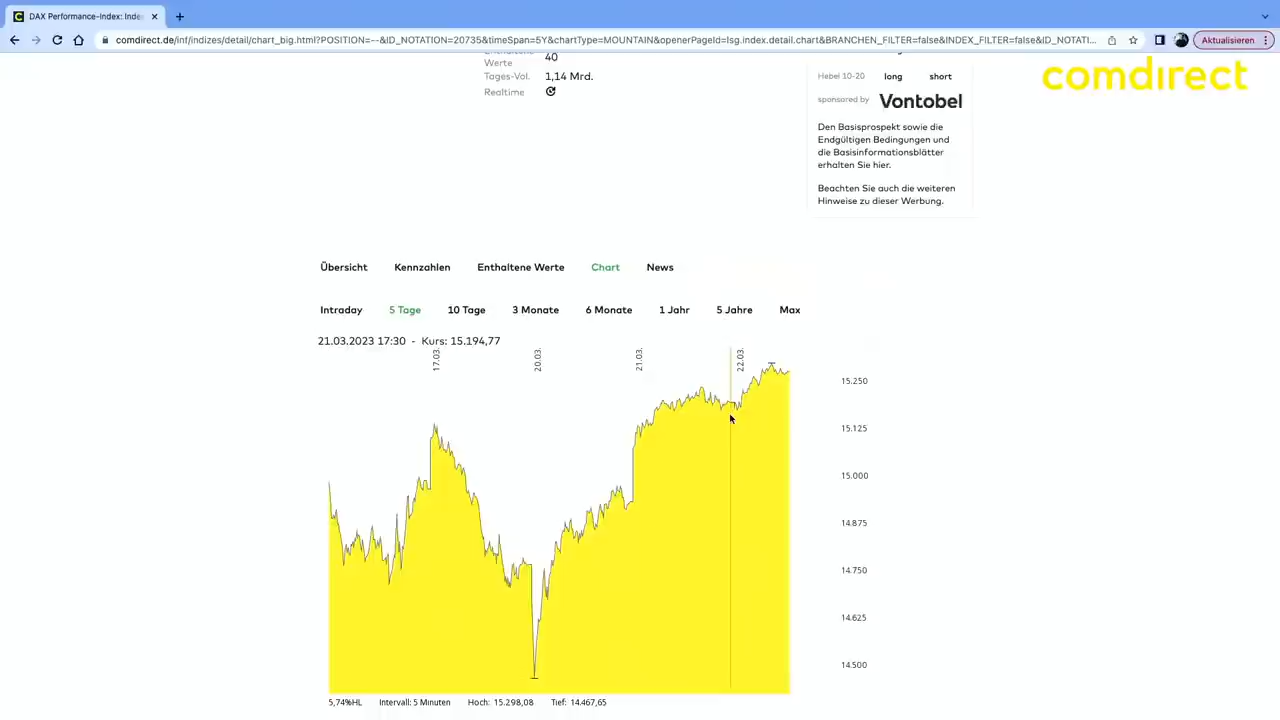 DAX Performance-Index: Inde
comdirect.de/inf/indizes/detail/chart_big.html?POSITION=--&ID_NOTATION=20735&timeSpan=5Y&chartType=MOUNTAIN&openerPageId=lsg.index.detail.chart&BRANCHEN_FILTER=false&INDEX_FILTER=false&ID_NOTATI...
Aktualisieren
comdirect
Werte 40
Tages-Vol. 1,14 Mrd.
Realtime
Hebel 10-20 long short
sponsored by Vontobel
Den Basisprospekt sowie die
Endgültigen Bedingungen und
die Basisinformationsblätter
erhalten Sie hier.
Beachten Sie auch die weiteren
Hinweise zu dieser Werbung.
Übersicht Kennzahlen Enthaltene Werte Chart News
Intraday 5 Tage 10 Tage 3 Monate 6 Monate 1 Jahr 5 Jahre Max
21.03.2023 17:30 - Kurs: 15.194,77
17.03. 20.03. 21.03. 22.03.
15.250
15.125
15.000
14.875
14.750
14.625
14.500
5,74%HL Intervall: 5 Minuten Hoch: 15.298,08 Tief: 14.467,65